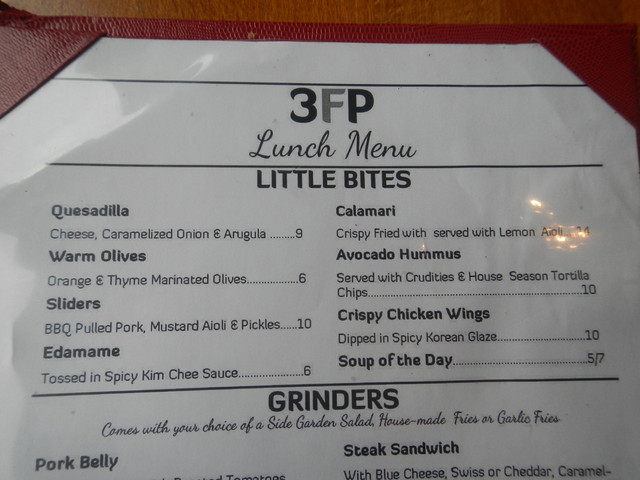 3FP
Lunch Menu
LITTLE BITES
Quesadilla
Cheese, Caramelized Onion & Arugula .........9
Warm Olives
Orange & Thyme Marinated Olives..................6
Sliders
BBQ Pulled Pork, Mustard Aioli & Pickles......10
Edamame
Tossed in Spicy Kim Chee Sauce......................6
Calamari
Crispy Fried with served with Lemon Aioli....14
Avocado Hummus
Served with Crudities & House Season Tortilla
Chips..............................................................10
Crispy Chicken Wings
Dipped in Spicy Korean Glaze.........................10
Soup of the Day......................................5/7
GRINDERS
Comes with your choice of a Side Garden Salad, House-made Fries or Garlic Fries
Pork Belly
Roasted Tomatoes
Steak Sandwich
With Blue Cheese, Swiss or Cheddar, Caramel-